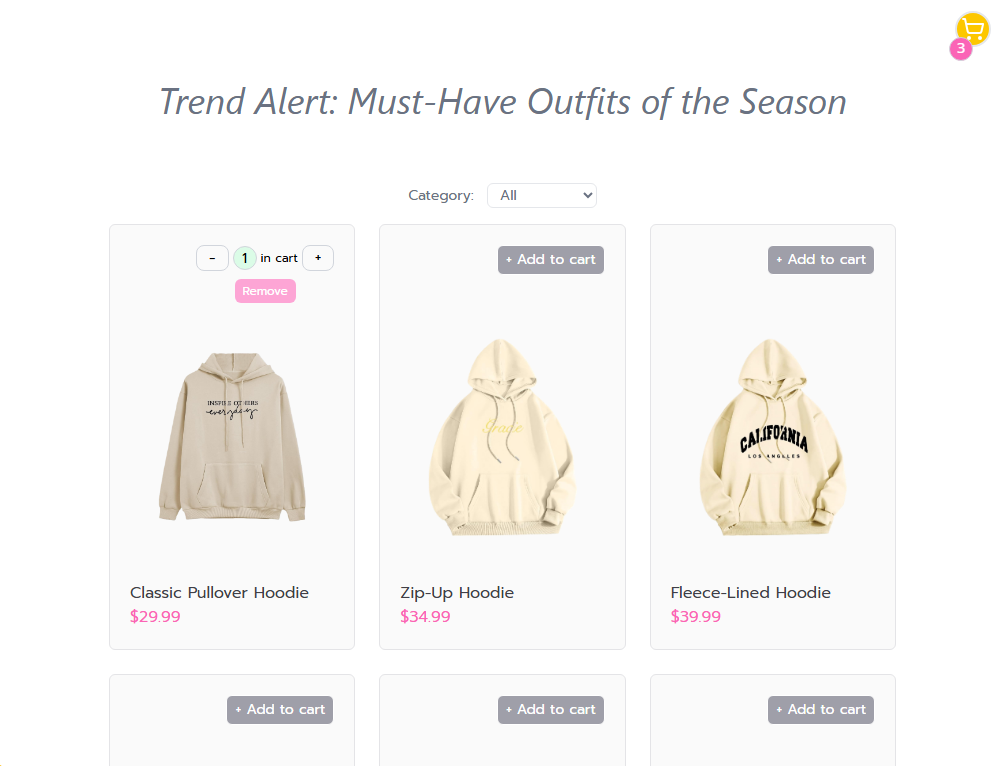 3
Trend Alert: Must-Have Outfits of the Season
Category: All
- 1 in cart +
Remove
+ Add to cart
+ Add to cart
INSPIRE OTHERS
everyday
Grace
CALIFORNIA
LOS ANGELES
Classic Pullover Hoodie
$29.99
Zip-Up Hoodie
$34.99
Fleece-Lined Hoodie
$39.99
+ Add to cart
+ Add to cart
+ Add to cart